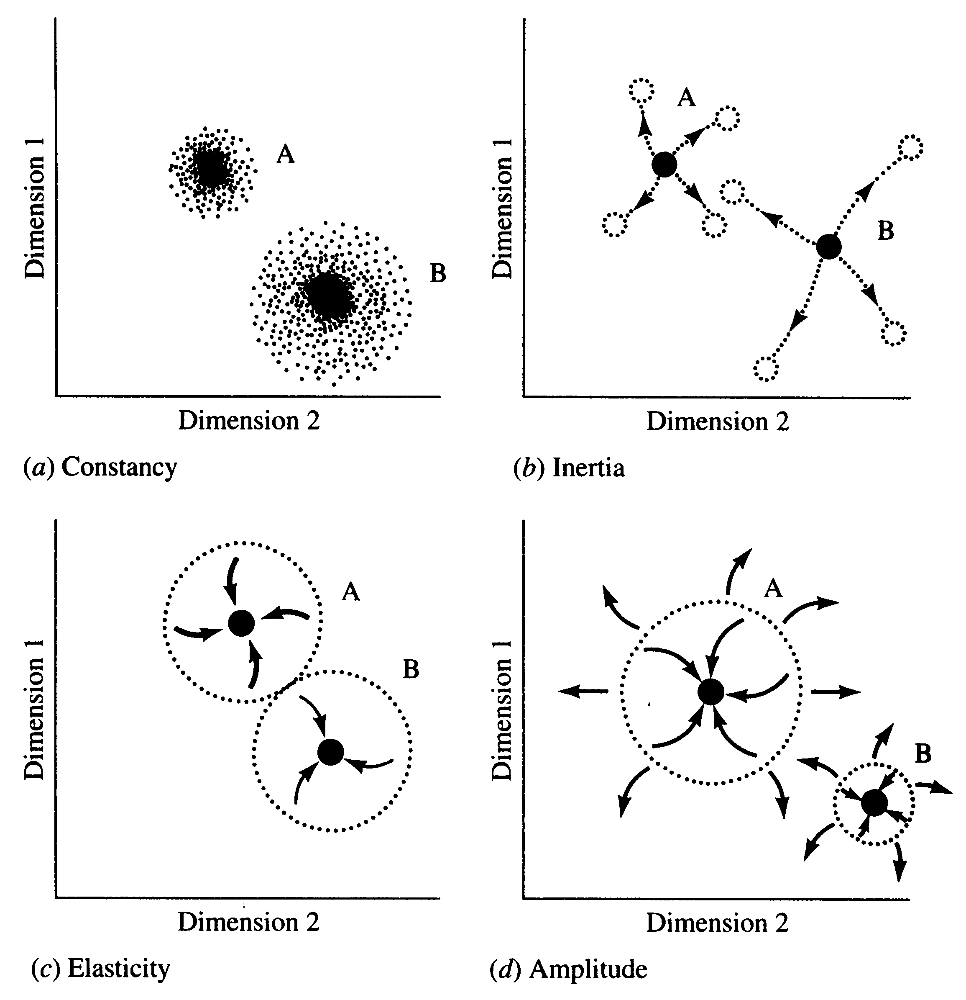 Dimension 1
A
B
Dimension 2
(a) Constancy
Dimension 1
A
B
Dimension 2
(b) Inertia
Dimension 1
A
B
Dimension 2
(c) Elasticity
Dimension 1
A
B
Dimension 2
(d) Amplitude